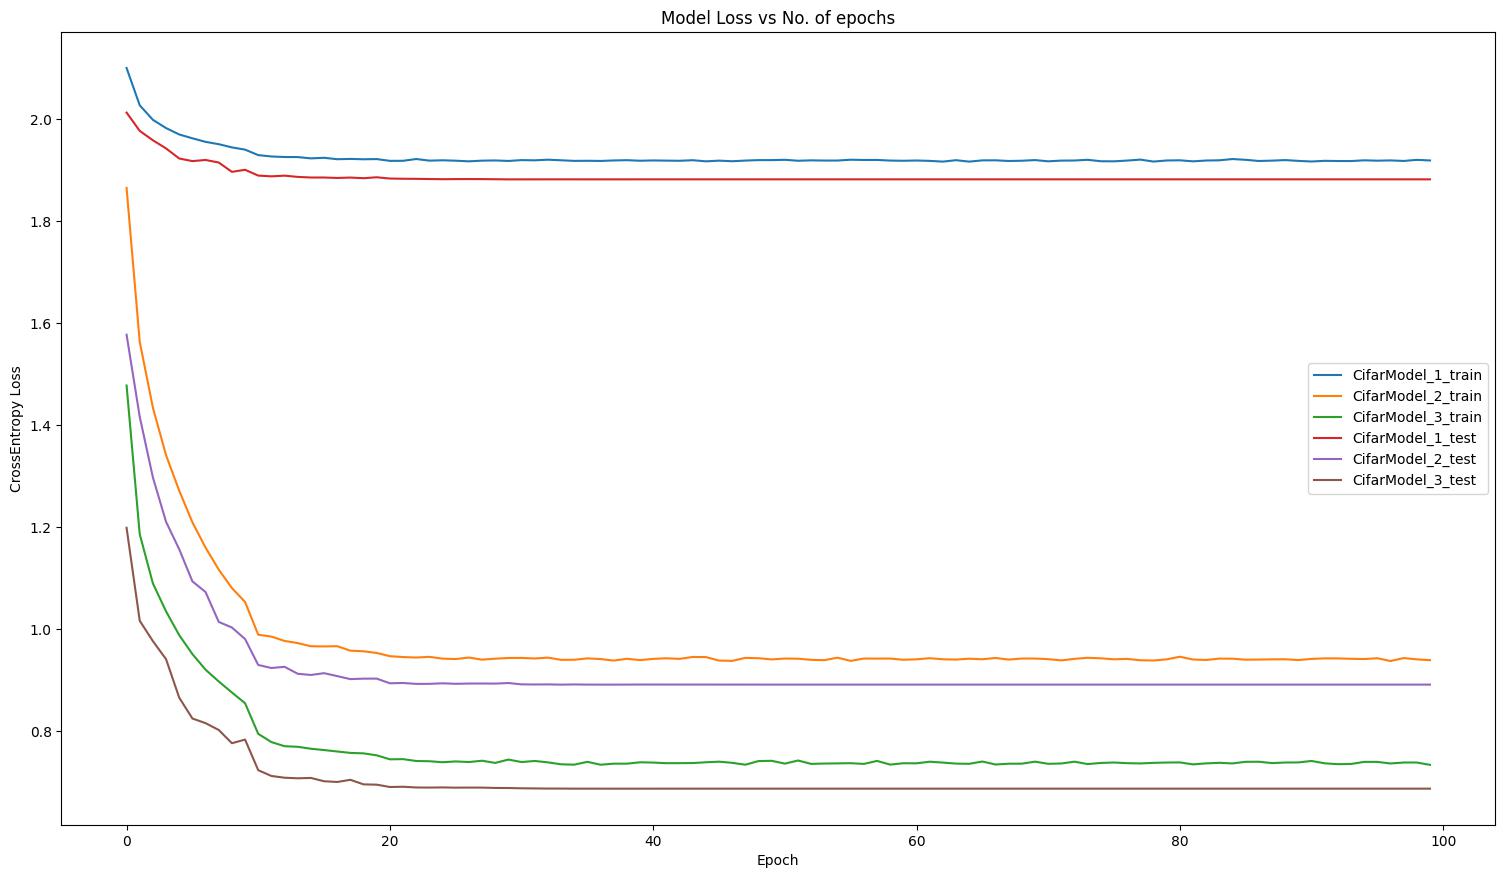 Model Loss vs No. of epochs
CrossEntropy Loss
2.0
1.8
1.6
1.4
1.2
1.0
0.8
CifarModel_1_train
CifarModel_2_train
CifarModel_3_train
CifarModel_1_test
CifarModel_2_test
CifarModel_3_test
0 20 40 60 80 100
Epoch